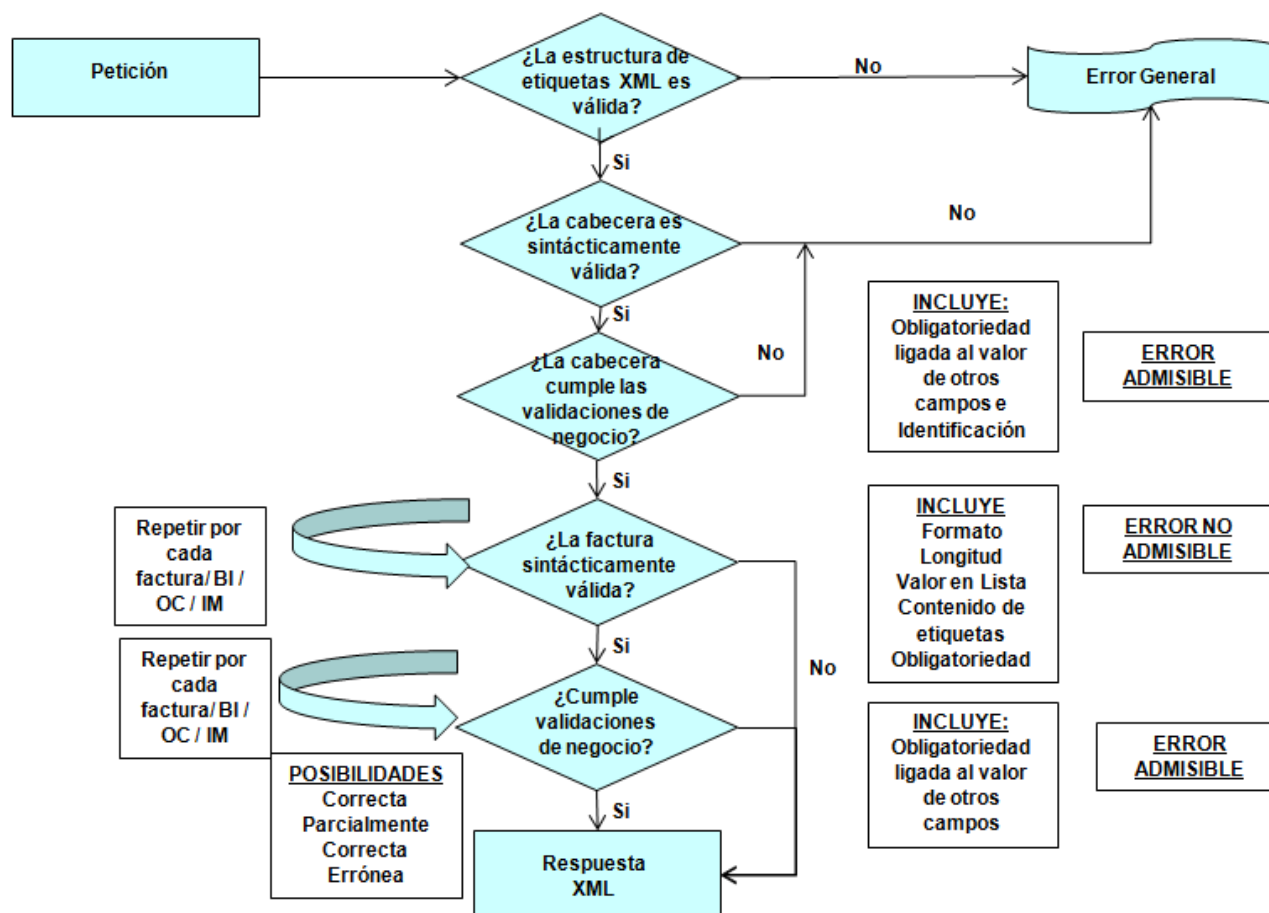 Petición
¿La estructura de
etiquetas XML es
válida?
No
Error General
Si
¿La cabecera es
sintácticamente
válida?
No
Si
¿La cabecera
cumple las
validaciones de
negocio?
No
INCLUYE:
Obligatoriedad
ligada al valor
de otros
campos e
Identificación
ERROR
ADMISIBLE
Si
Repetir por
cada
factura/ BI /
OC / IM
¿La factura
sintácticamente
válida?
INCLUYE
Formato
Longitud
Valor en Lista
Contenido de
etiquetas
Obligatoriedad
ERROR NO
ADMISIBLE
Si
No
Repetir por
cada
factura/ BI /
OC / IM
¿Cumple
validaciones
de negocio?
INCLUYE:
Obligatoriedad
ligada al valor
de otros
campos
ERROR
ADMISIBLE
POSIBILIDADES
Correcta
Parcialmente
Correcta
Errónea
Si
Respuesta
XML